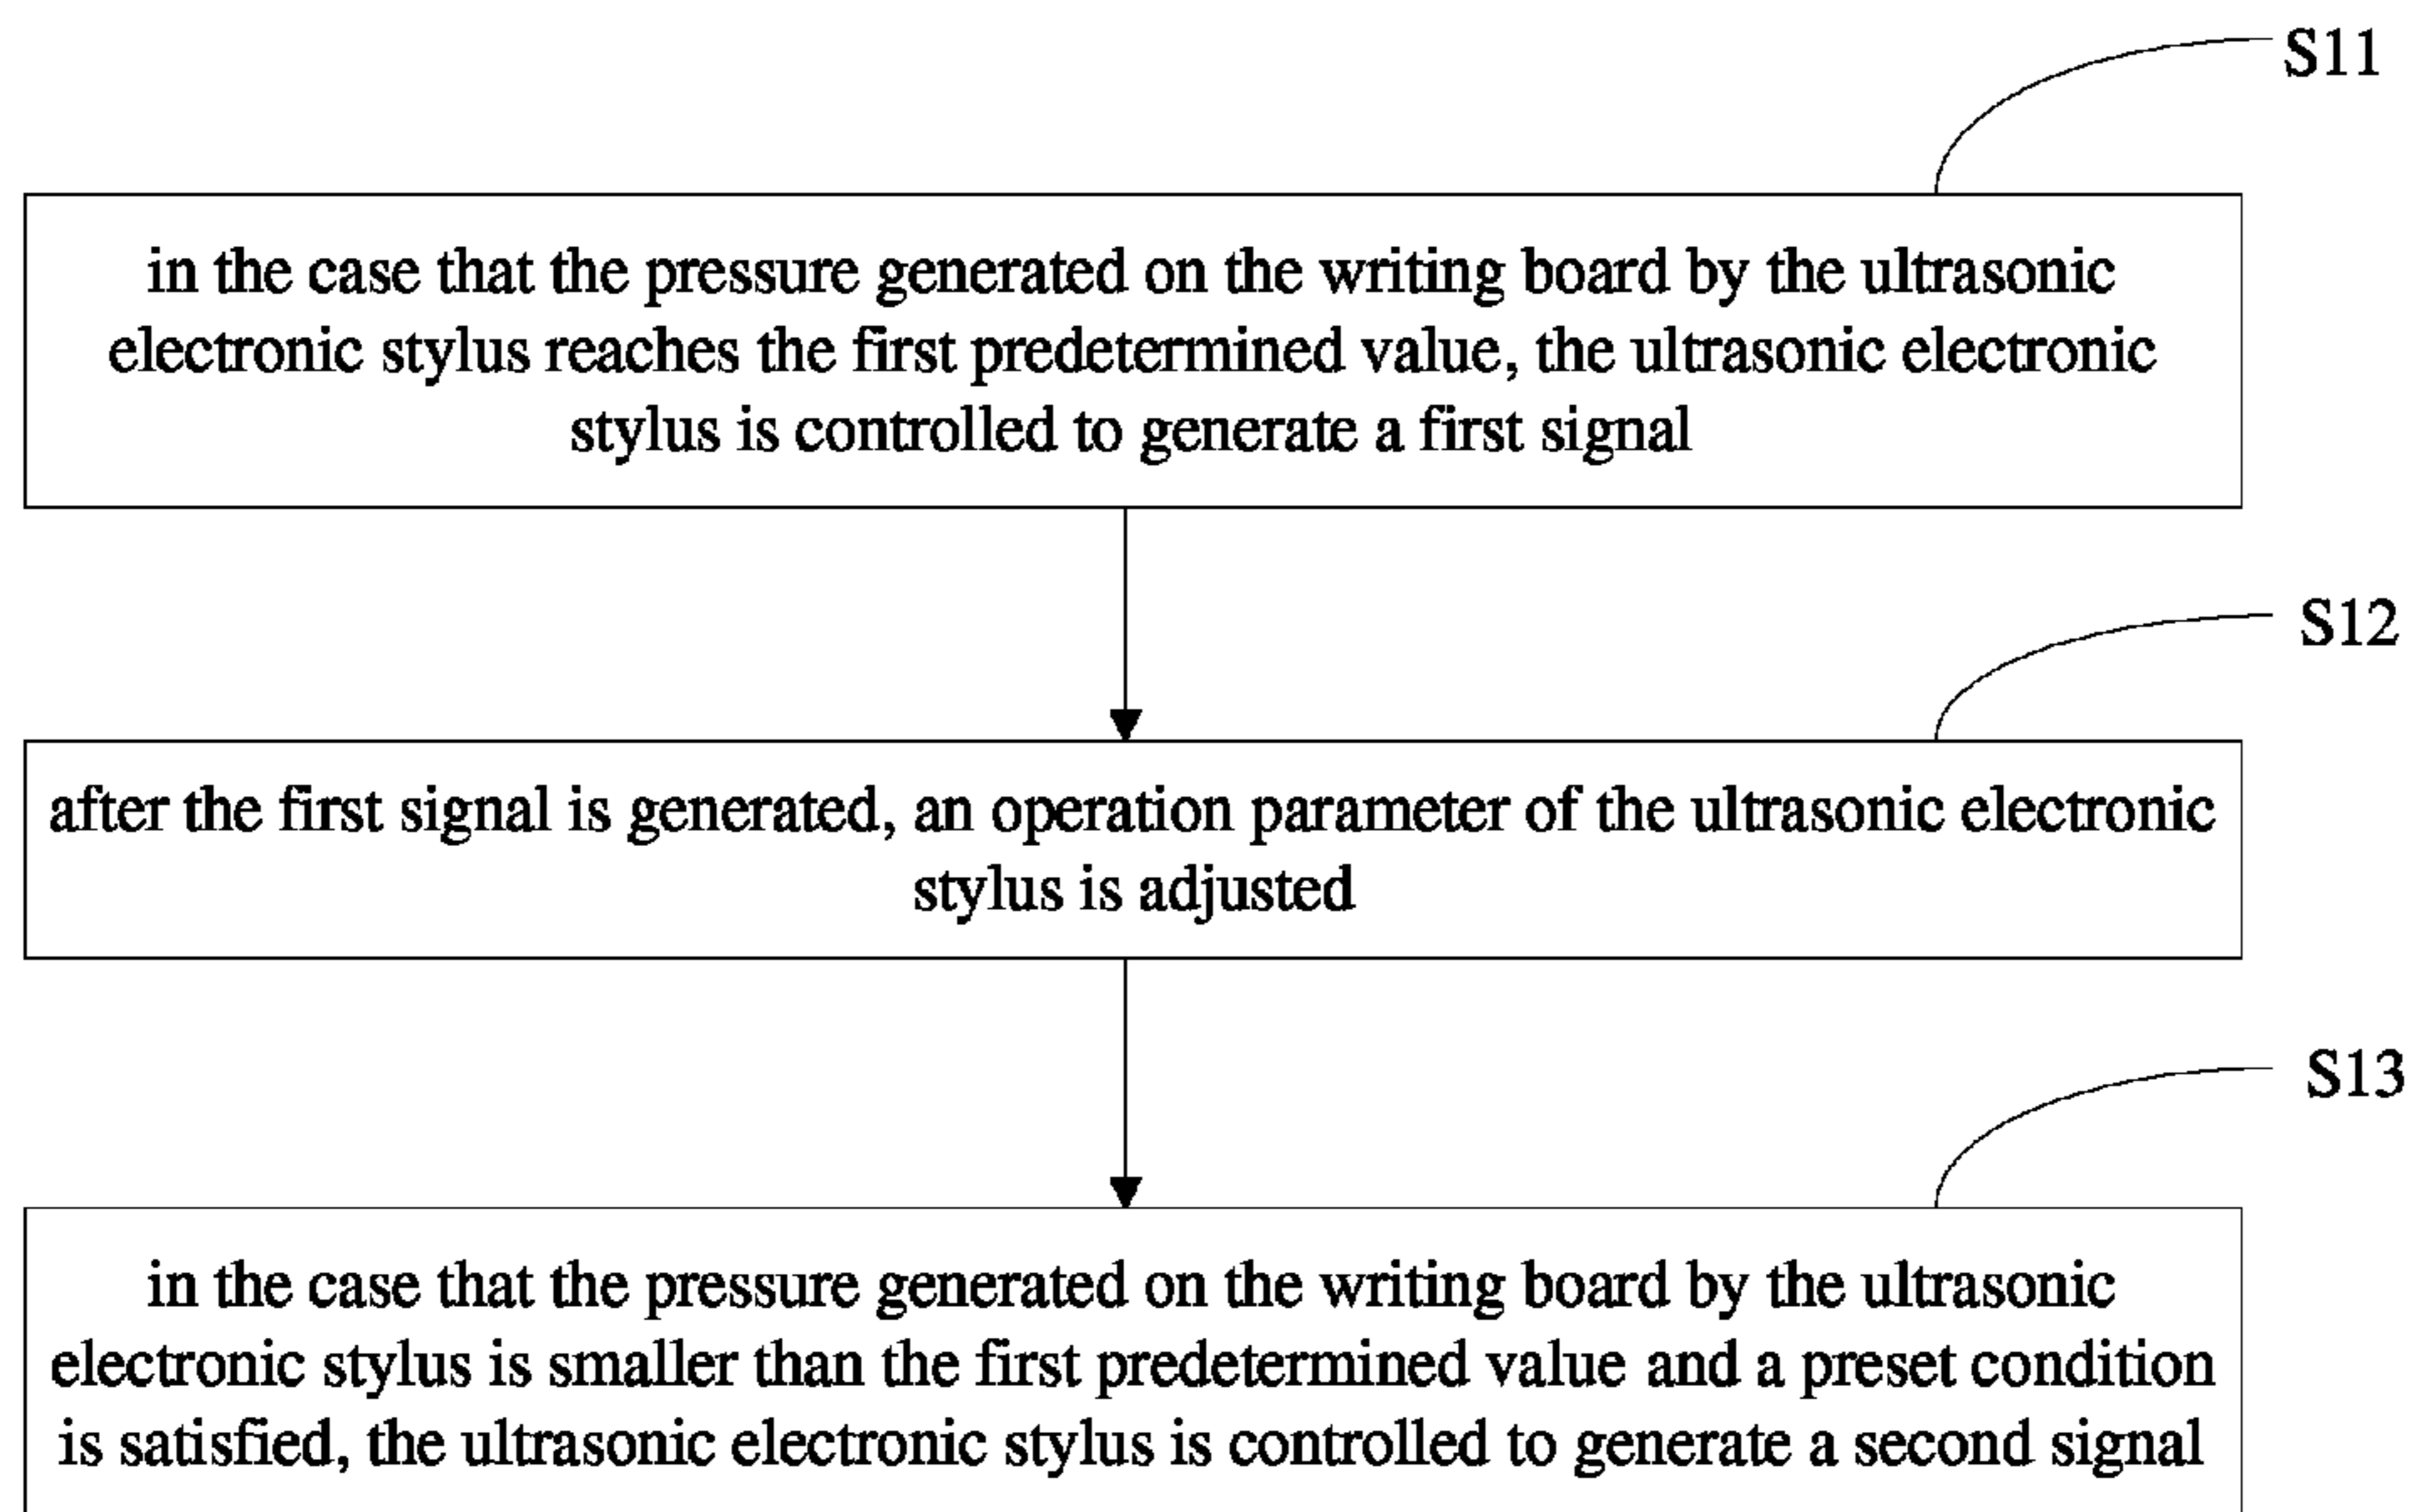 S11
in the case that the pressure generated on the writing board by the ultrasonic
electronic stylus reaches the first predetermined value, the ultrasonic electronic
stylus is controlled to generate a first signal
S12
after the first signal is generated, an operation parameter of the ultrasonic electronic
stylus is adjusted
S13
in the case that the pressure generated on the writing board by the ultrasonic
electronic stylus is smaller than the first predetermined value and a preset condition
is satisfied, the ultrasonic electronic stylus is controlled to generate a second signal